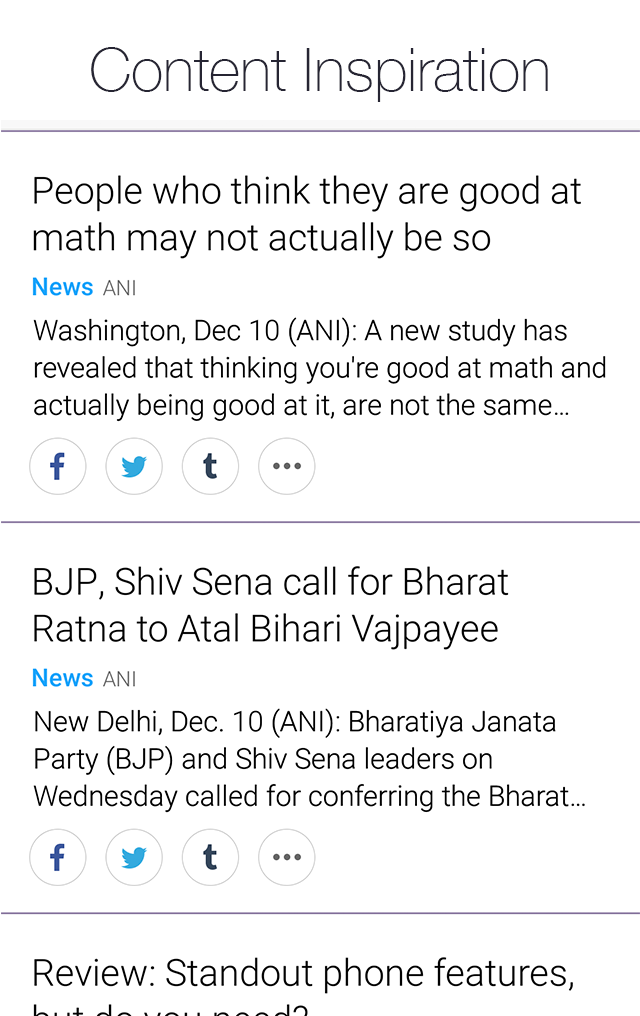 Content Inspiration
People who think they are good at
math may not actually be so
News ANI
Washington, Dec 10 (ANI): A new study has
revealed that thinking you're good at math and
actually being good at it, are not the same...
BJP, Shiv Sena call for Bharat
Ratna to Atal Bihari Vajpayee
News ANI
New Delhi, Dec. 10 (ANI): Bharatiya Janata
Party (BJP) and Shiv Sena leaders on
Wednesday called for conferring the Bharat...
Review: Standout phone features,
but do you need?